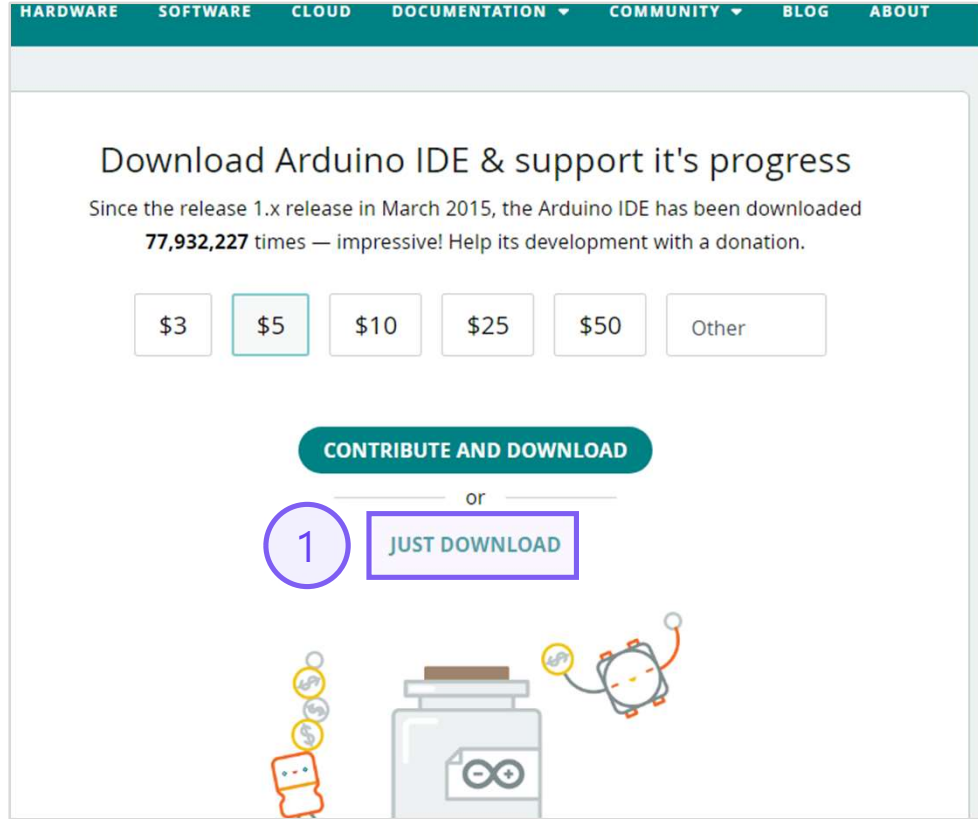 HARDWARE SOFTWARE CLOUD DOCUMENTATION COMMUNITY BLOG ABOUT
Download Arduino IDE & support it's progress
Since the release 1.x release in March 2015, the Arduino IDE has been downloaded
77,932,227 times — impressive! Help its development with a donation.
$3 $5 $10 $25 $50 Other
CONTRIBUTE AND DOWNLOAD
or
1 JUST DOWNLOAD